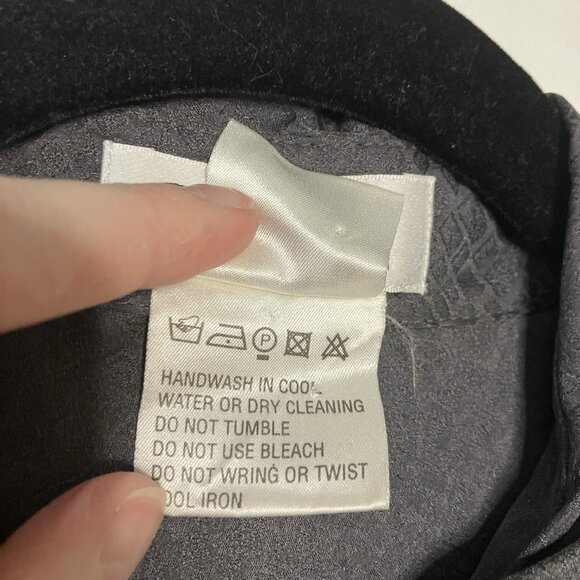 P
HANDWASH IN COOL
WATER OR DRY CLEANING
DO NOT TUMBLE
DO NOT USE BLEACH
DO NOT WRING OR TWIST
COOL IRON